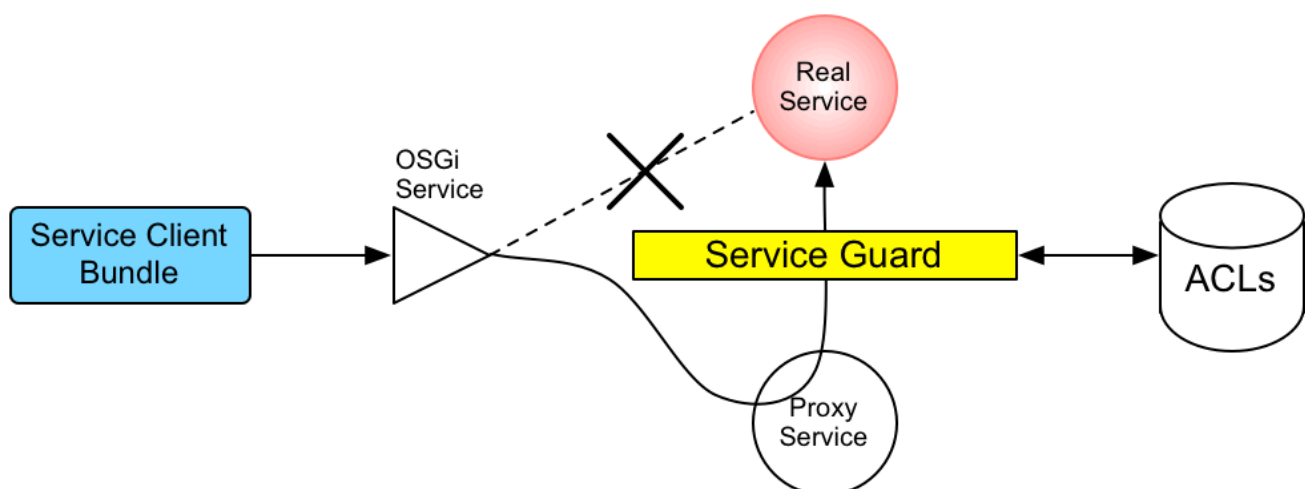 Real
Service
OSGi
Service
Service Client
Bundle
Service Guard
ACLs
Proxy
Service